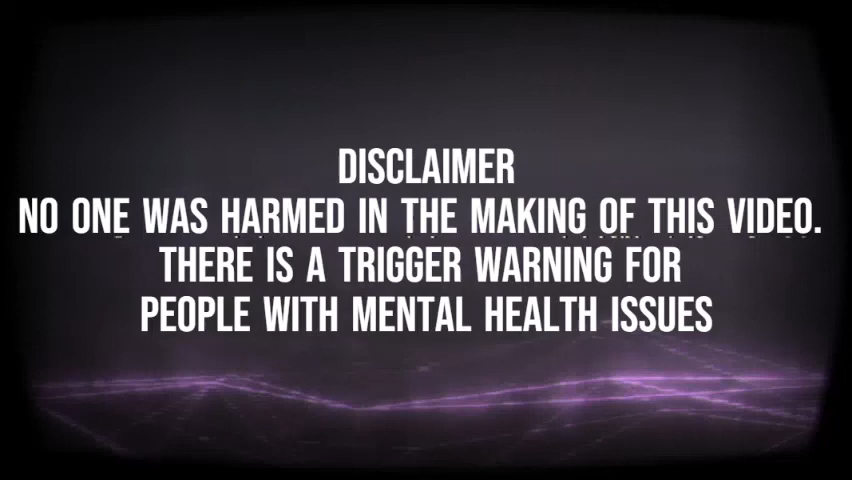 DISCLAIMER
NO ONE WAS HARMED IN THE MAKING OF THIS VIDEO.
THERE IS A TRIGGER WARNING FOR
PEOPLE WITH MENTAL HEALTH ISSUES